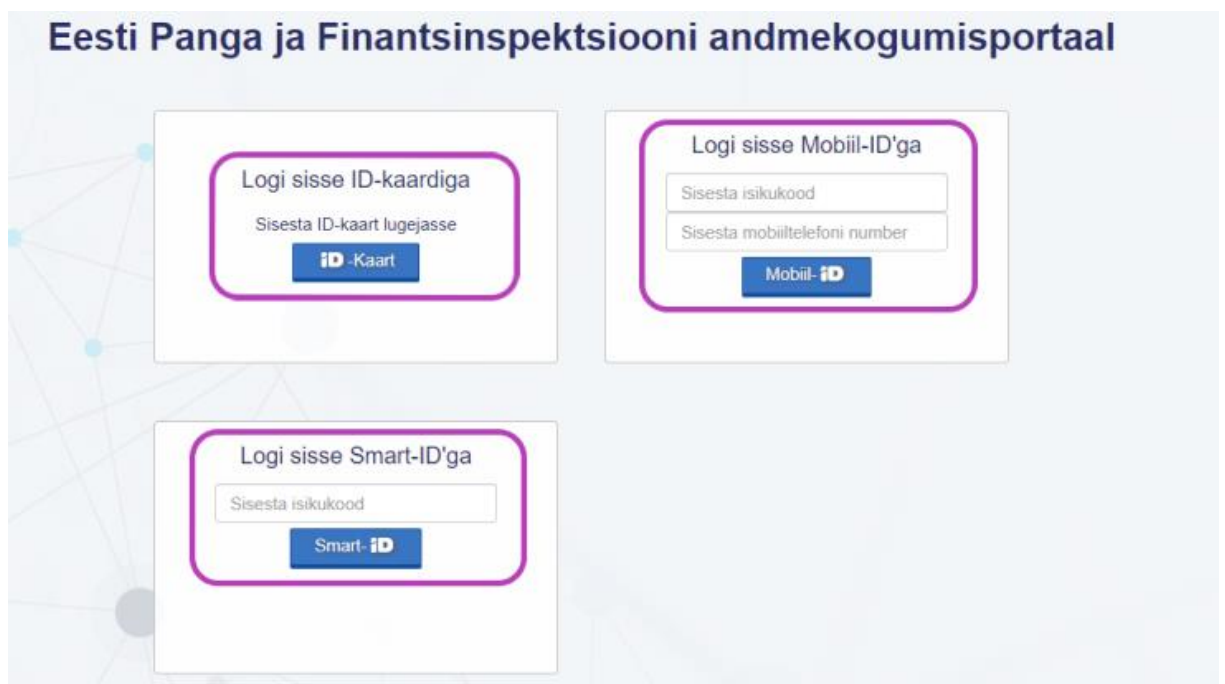 Eesti Panga ja Finantsinspektsiooni andmekogumisportaal
Logi sisse ID-kaardiga
Sisesta ID-kaart lugejasse
iD -Kaart
Logi sisse Mobiil-ID'ga
Sisesta isikukood
Sisesta mobiiltelefoni number
Mobiil- iD
Logi sisse Smart-ID'ga
Sisesta isikukood
Smart- iD